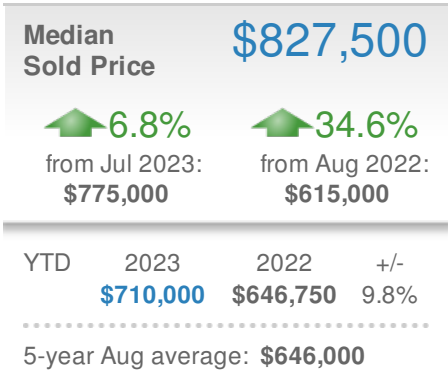 Median $827,500
Sold Price
6.8% 34.6%
from Jul 2023: from Aug 2022:
$775,000 $615,000
YTD 2023 2022 +/-
$710,000 $646,750 9.8%
5-year Aug average: $646,000